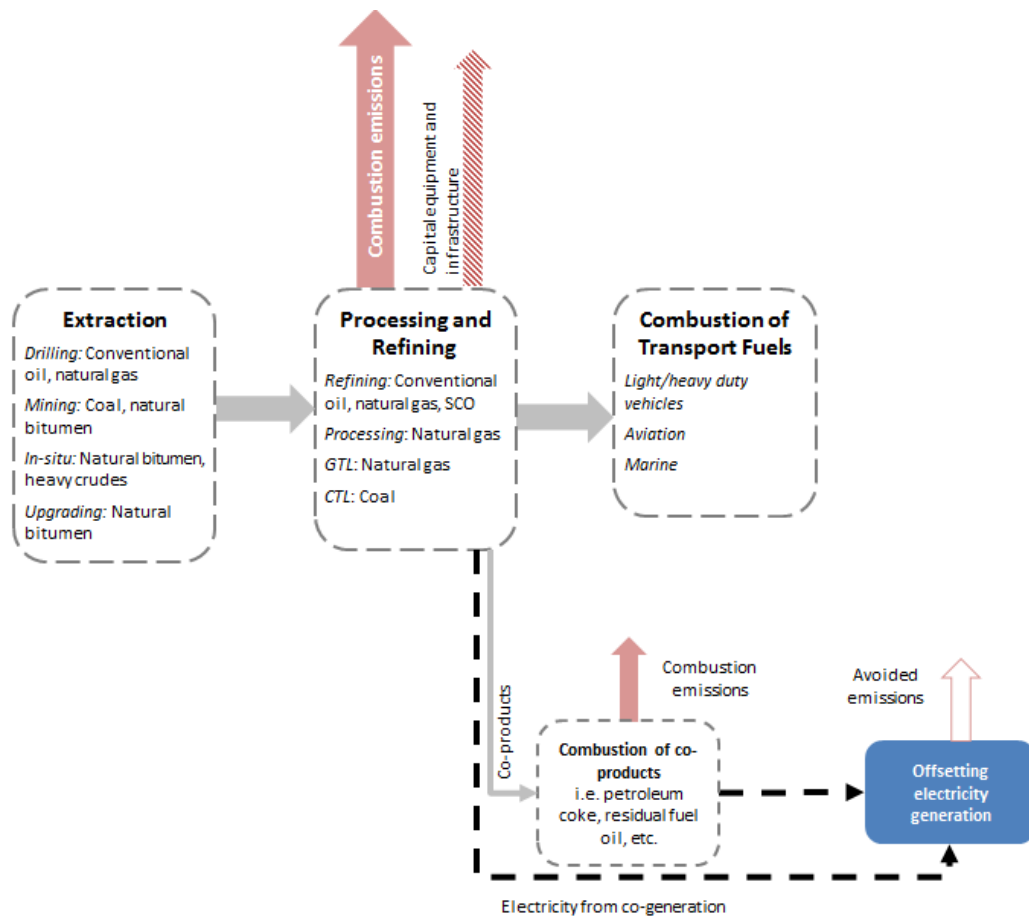 Combustion emissions
Capital equipment and
infrastructure
Extraction
Drilling: Conventional
oil, natural gas
Mining: Coal, natural
bitumen
In-situ: Natural bitumen,
heavy crudes
Upgrading: Natural
bitumen
Processing and
Refining
Refining: Conventional
oil, natural gas, SCO
Processing: Natural gas
GTL: Natural gas
CTL: Coal
Combustion of
Transport Fuels
Light/heavy duty
vehicles
Aviation
Marine
Co-products
Combustion
emissions
Avoided
emissions
Combustion of co-
products
i.e. petroleum
coke, residual fuel
oil, etc.
Offsetting
electricity
generation
Electricity from co-generation